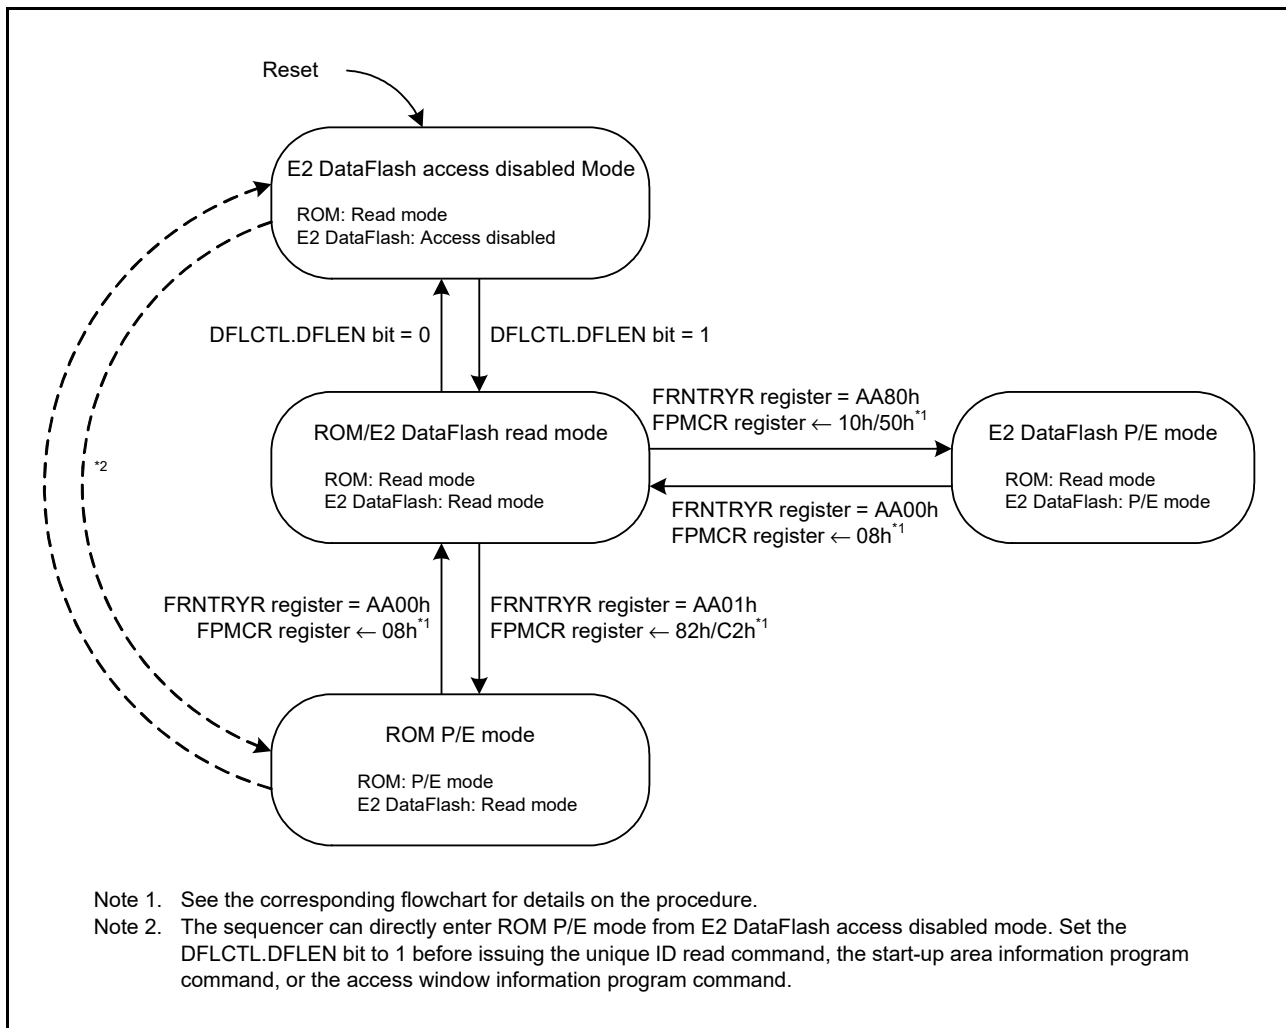 Reset
E2 DataFlash access disabled Mode
ROM: Read mode
E2 DataFlash: Access disabled
DFLCTL.DFLEN bit = 0
DFLCTL.DFLEN bit = 1
ROM/E2 DataFlash read mode
ROM: Read mode
E2 DataFlash: Read mode
FRNTRYR register = AA80h
FPMCR register ← 10h/50h*1
E2 DataFlash P/E mode
ROM: Read mode
E2 DataFlash: P/E mode
FRNTRYR register = AA00h
FPMCR register ← 08h*1
*2
FRNTRYR register = AA00h
FPMCR register ← 08h*1
FRNTRYR register = AA01h
FPMCR register ← 82h/C2h*1
ROM P/E mode
ROM: P/E mode
E2 DataFlash: Read mode
Note 1. See the corresponding flowchart for details on the procedure.
Note 2. The sequencer can directly enter ROM P/E mode from E2 DataFlash access disabled mode. Set the
DFLCTL.DFLEN bit to 1 before issuing the unique ID read command, the start-up area information program
command, or the access window information program command.